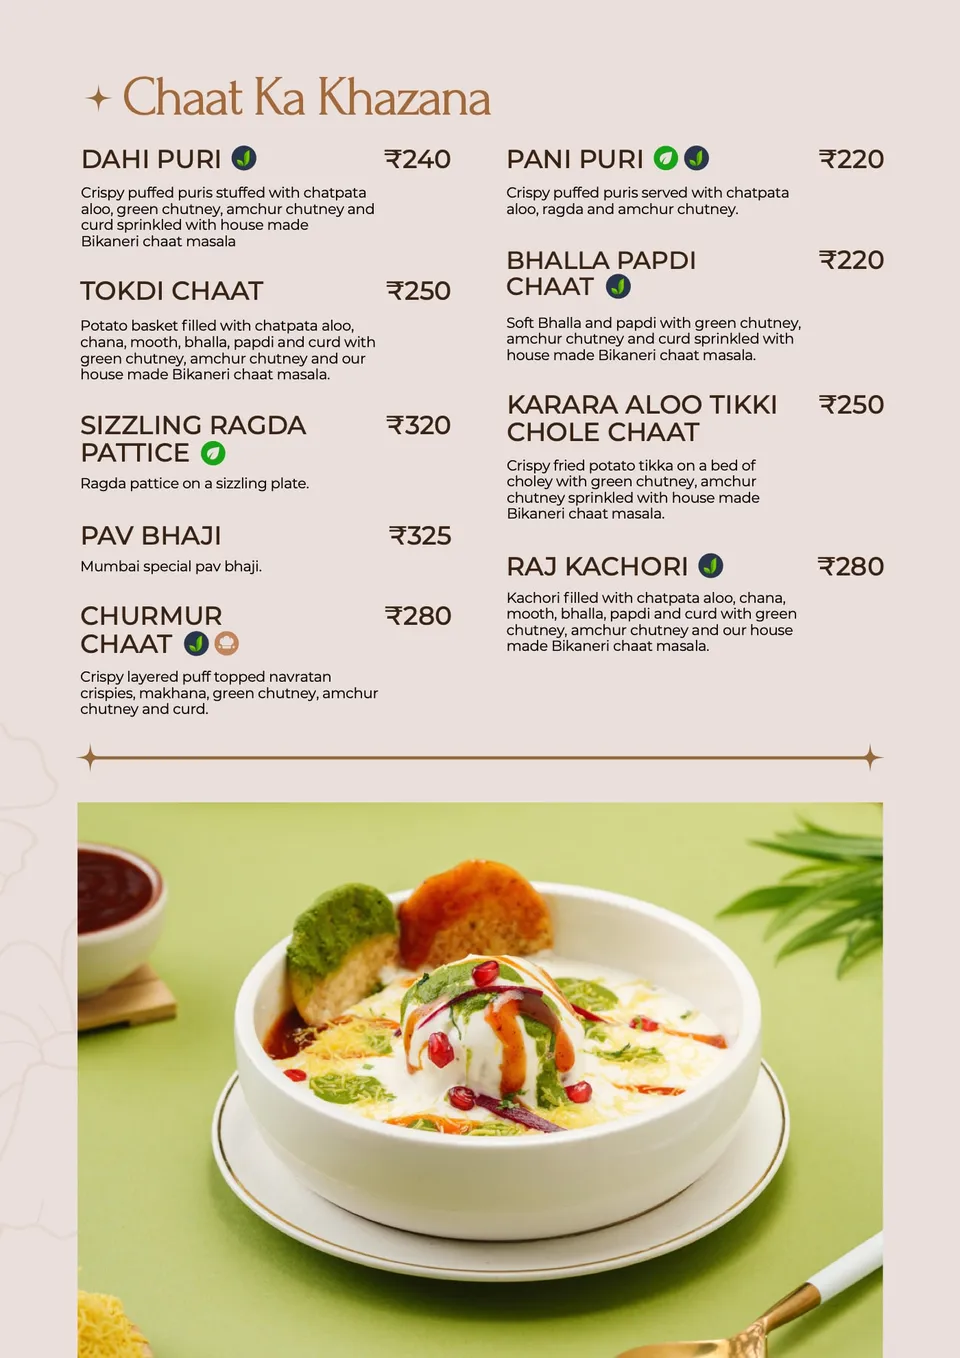 Chaat Ka Khazana
DAHI PURI ₹240
Crispy puffed puris stuffed with chatpata
aloo, green chutney, amchur chutney and
curd sprinkled with house made
Bikaneri chaat masala
TOKDI CHAAT ₹250
Potato basket filled with chatpata aloo,
chana, mooth, bhalla, papdi and curd with
green chutney, amchur chutney and our
house made Bikaneri chaat masala.
SIZZLING RAGDA ₹320
PATTICE
Ragda pattice on a sizzling plate.
PAV BHAJI ₹325
Mumbai special pav bhaji.
CHURMUR ₹280
CHAAT
Crispy layered puff topped navratan
crispies, makhana, green chutney, amchur
chutney and curd.
PANI PURI ₹220
Crispy puffed puris served with chatpata
aloo, ragda and amchur chutney.
BHALLA PAPDI ₹220
CHAAT
Soft Bhalla and papdi with green chutney,
amchur chutney and curd sprinkled with
house made Bikaneri chaat masala.
KARARA ALOO TIKKI ₹250
CHOLE CHAAT
Crispy fried potato tikka on a bed of
choley with green chutney, amchur
chutney sprinkled with house made
Bikaneri chaat masala.
RAJ KACHORI ₹280
Kachori filled with chatpata aloo, chana,
mooth, bhalla, papdi and curd with green
chutney, amchur chutney and our house
made Bikaneri chaat masala.